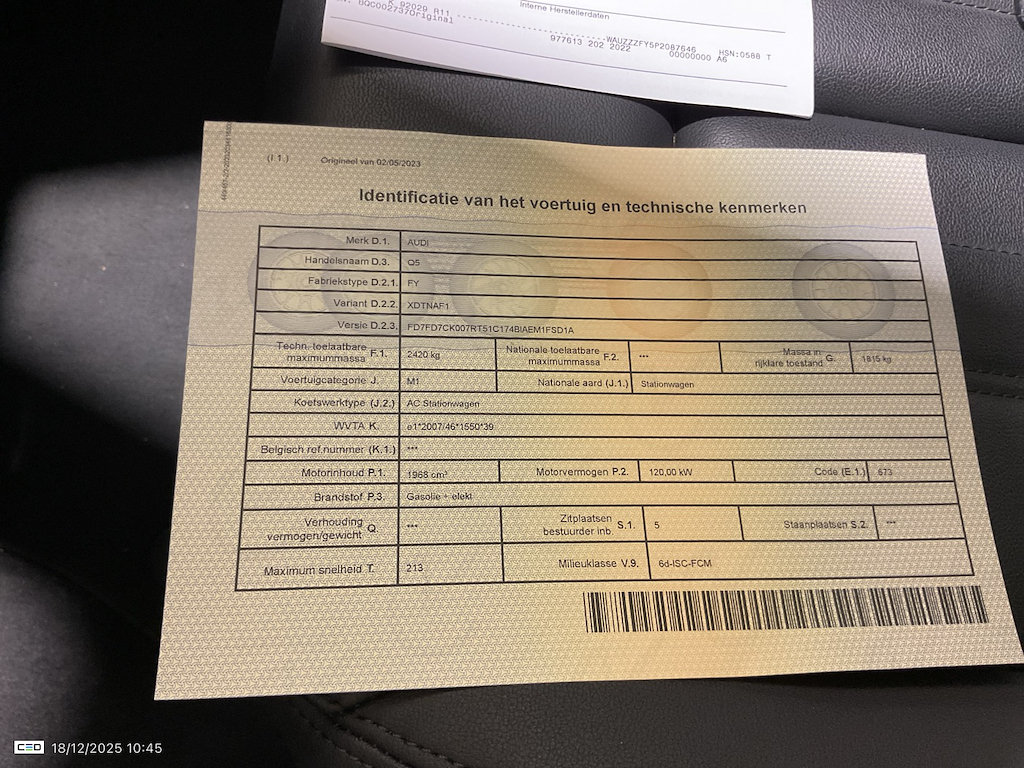 K 92029 R11
BQC002737Original
Interne Herstellerdaten
WAUZZZFY5P2087646 HSN:0588 T
977613 202 2022 00000000 A6
(I 1.) Origineel van 02/05/2023
Identificatie van het voertuig en technische kenmerken
Merk D.1. AUDI
Handelsnaam D.3. Q5
Fabriekstype D.2.1. FY
Variant D.2.2. XDTNAF1
Versie D.2.3. FD7FD7CK007RT51C174BIAEM1FSD1A
Techn. toelaatbare maximummassa F.1. 2420 kg Nationale toelaatbare maximummassa F.2. *** Massa in rijklare toestand G. 1815 kg
Voertuigcategorie J. M1 Nationale aard (J.1.) Stationwagen
Koetswerktype (J.2.) AC Stationwagen
WVTA K. e1*2007/46*1550*39
Belgisch ref.nummer (K.1.) ***
Motorinhoud P.1. 1968 cm³ Motorvermogen P.2. 120,00 kW Code (E.1.) 673
Brandstof P.3. Gasolie + elekt
Verhouding vermogen/gewicht Q. *** Zitplaatsen bestuurder inb. S.1. 5 Staanplaatsen S.2. ***
Maximum snelheid T. 213 Milieuklasse V.9. 6d-ISC-FCM
CEO 18/12/2025 10:45